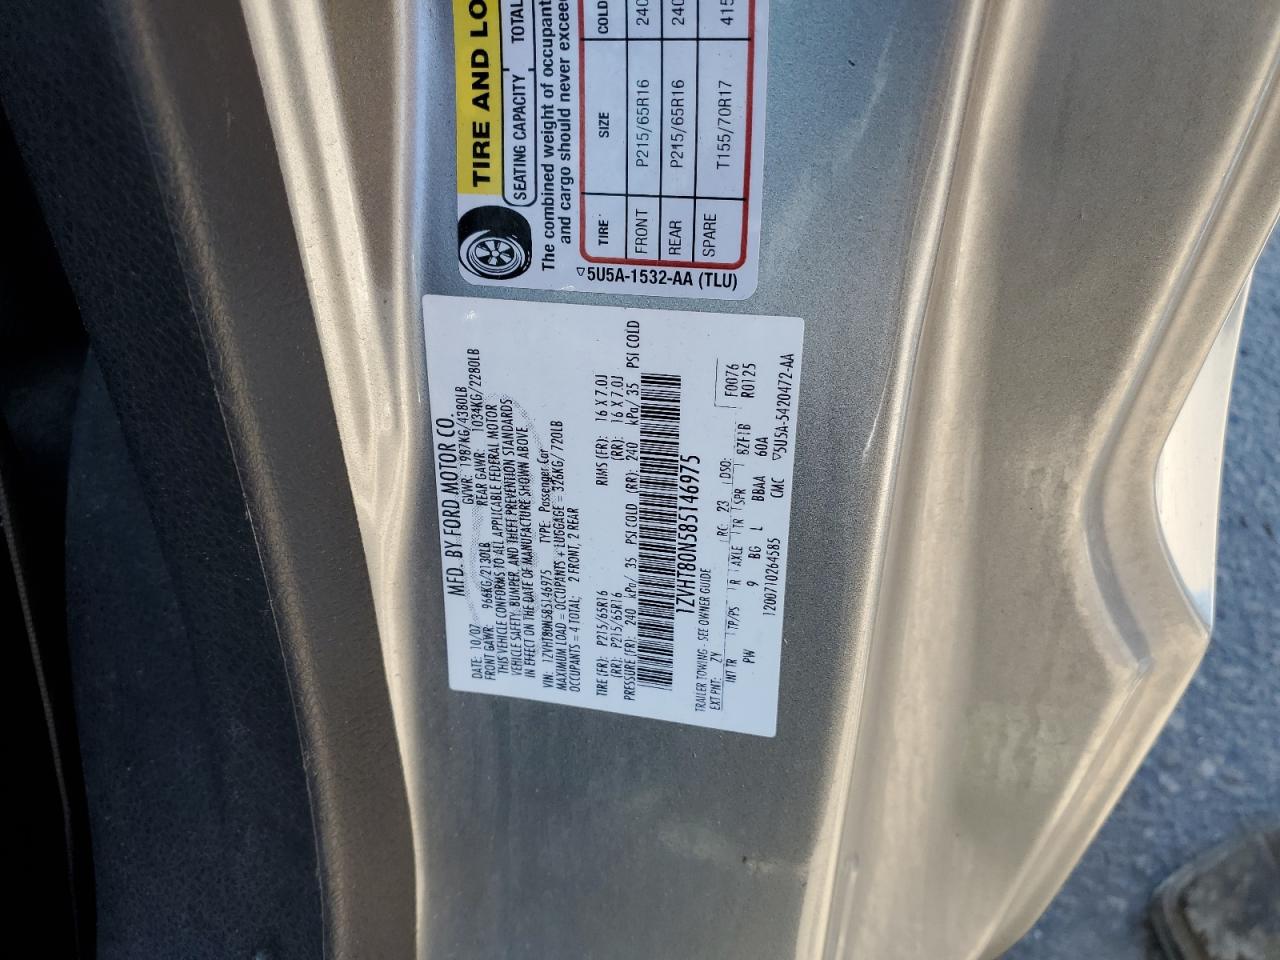 TIRE AND LO
SEATING CAPACITY TOTAL
The combined weight of occupant
and cargo should never exceed
TIRE SIZE COLD
FRONT P215/65R16 240
REAR P215/65R16 240
SPARE T155/70R17 415
5U5A-1532-AA (TLU)
MFD. BY FORD MOTOR CO.
DATE: 10/07 GVWR: 1987KG/4380LB
FRONT GAWR: 966KG/2130LB REAR GAWR: 1034KG/2280LB
THIS VEHICLE CONFORMS TO ALL APPLICABLE FEDERAL MOTOR
VEHICLE SAFETY, BUMPER, AND THEFT PREVENTION STANDARDS
IN EFFECT ON THE DATE OF MANUFACTURE SHOWN ABOVE.
VIN: 1ZVHT80N585146975 TYPE: Passenger Car
MAXIMUM LOAD = OCCUPANTS + LUGGAGE = 326KG/ 720LB
OCCUPANTS = 4 TOTAL; 2 FRONT, 2 REAR
TIRE (FR): P215/65R16 RIMS (FR): 16 X 7.0J
(RR): P215/65R16 (RR): 16 X 7.0J
PRESSURE (FR): 240 kPa/ 35 PSI COLD (RR): 240 kPa/ 35 PSI COLD
1ZVHT80N585146975
TRAILER TOWING - SEE OWNER GUIDE F0076
EXT PNT: ZY RC: 23 DSO: R0125
INT TR TP/PS R AXLE TR SPR BZF1B
PW 9 BG L BBAA 60A
1200710264585 CMC 5U5A-5420472-AA